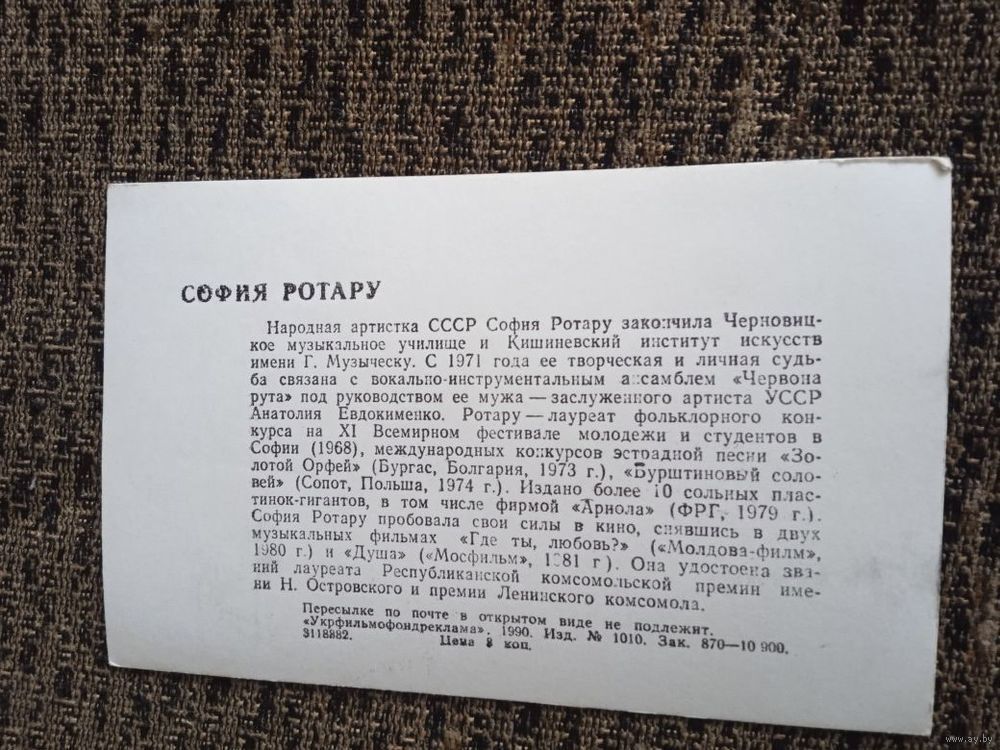 СОФИЯ РОТАРУ
Народная артистка СССР София Ротару закончила Черновиц-
кое музыкальное училище и Кишиневский институт искусств
имени Г. Музыческу. С 1971 года ее творческая и личная судь-
ба связана с вокально-инструментальным ансамблем «Червона
рута» под руководством ее мужа — заслуженного артиста УССР
Анатолия Евдокименко. Ротару — лауреат фольклорного кон-
курса на XI Всемирном фестивале молодежи и студентов в
Софии (1968), международных конкурсов эстрадной песни «Зо-
лотой Орфей» (Бургас, Болгария, 1973 г.), «Бурштиновый соло-
вей» (Сопот, Польша, 1974 г.). Издано более 10 сольных плас-
тинок-гигантов, в том числе фирмой «Ариола» (ФРГ, 1979 г.).
София Ротару пробовала свои силы в кино, снявшись в двух
музыкальных фильмах «Где ты, любовь?» («Молдова-филм»,
1980 г.) и «Душа» («Мосфильм», 1981 г). Она удостоена зва-
ний лауреата Республиканской комсомольской премии име-
ни Н. Островского и премии Ленинского комсомола.
Пересылке по почте в открытом виде не подлежит.
«Укрфильмофондреклама». 1990. Изд. № 1010. Зак. 870—10 900.
3118882. Цена 8 коп.
www.ay.by